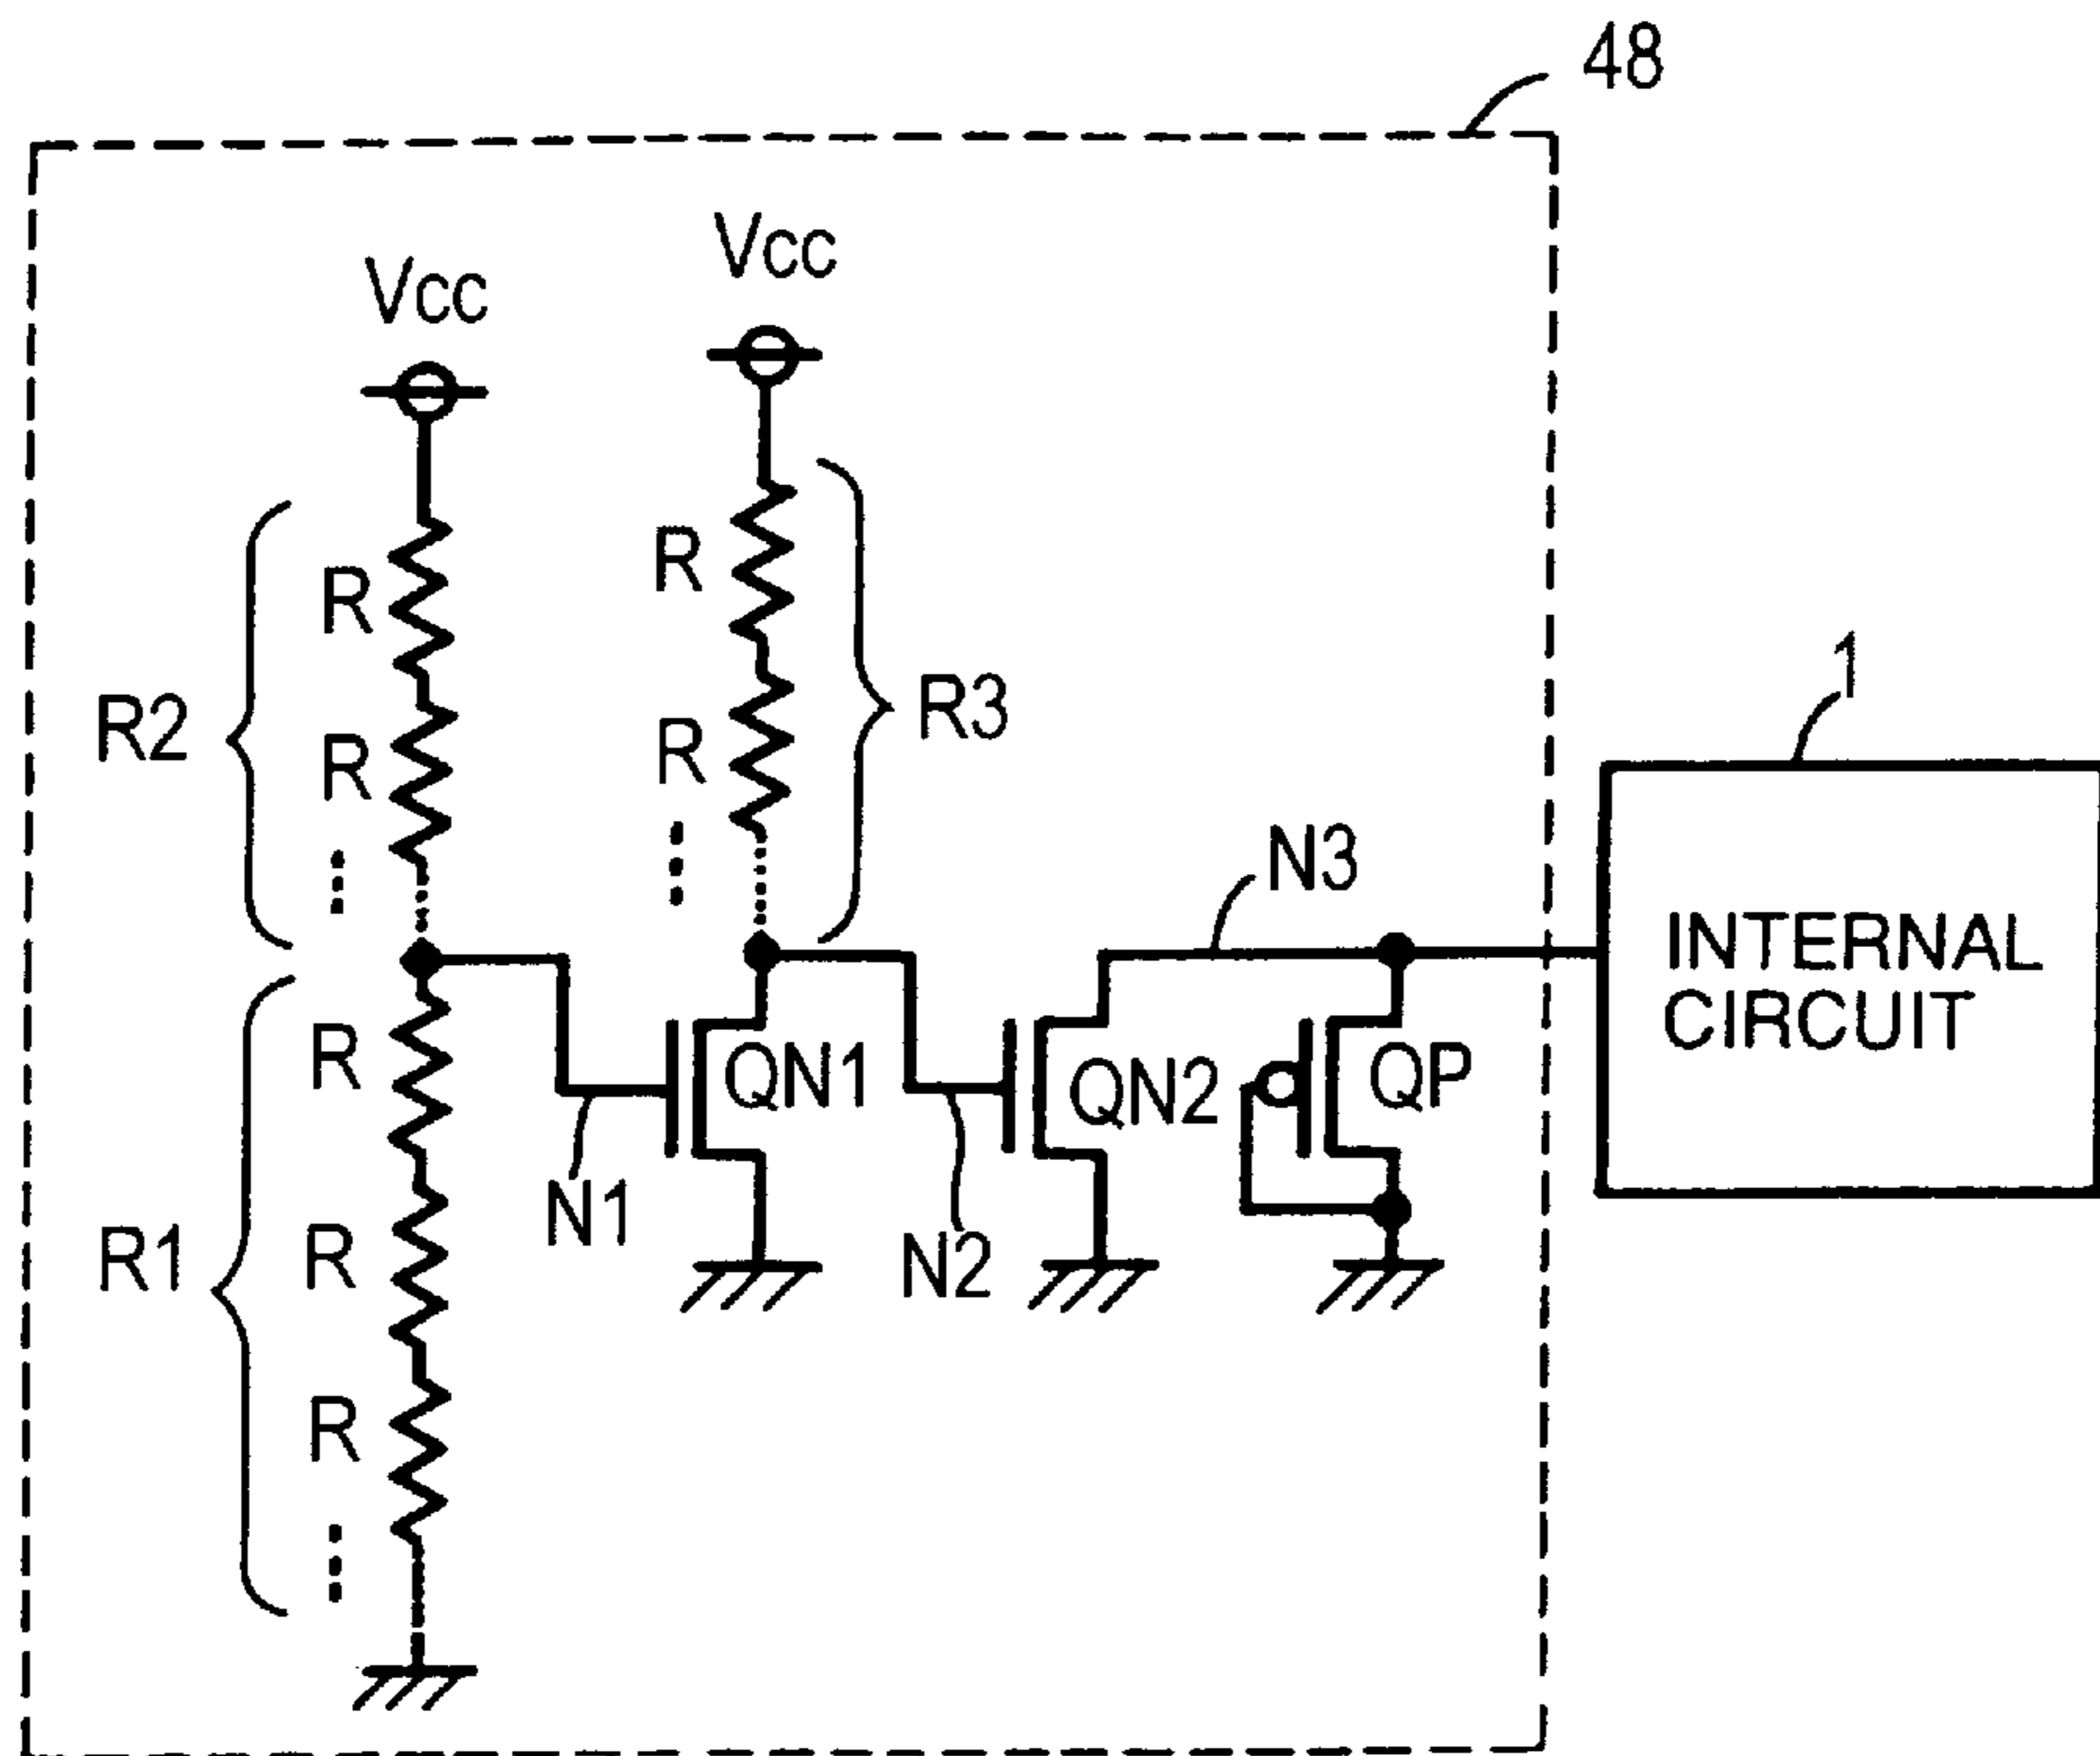 48
Vcc
Vcc
R
R
R2
R
R
R3
1
N3
INTERNAL
CIRCUIT
R
QN1
QN2
QP
N1
N2
R1
R
R